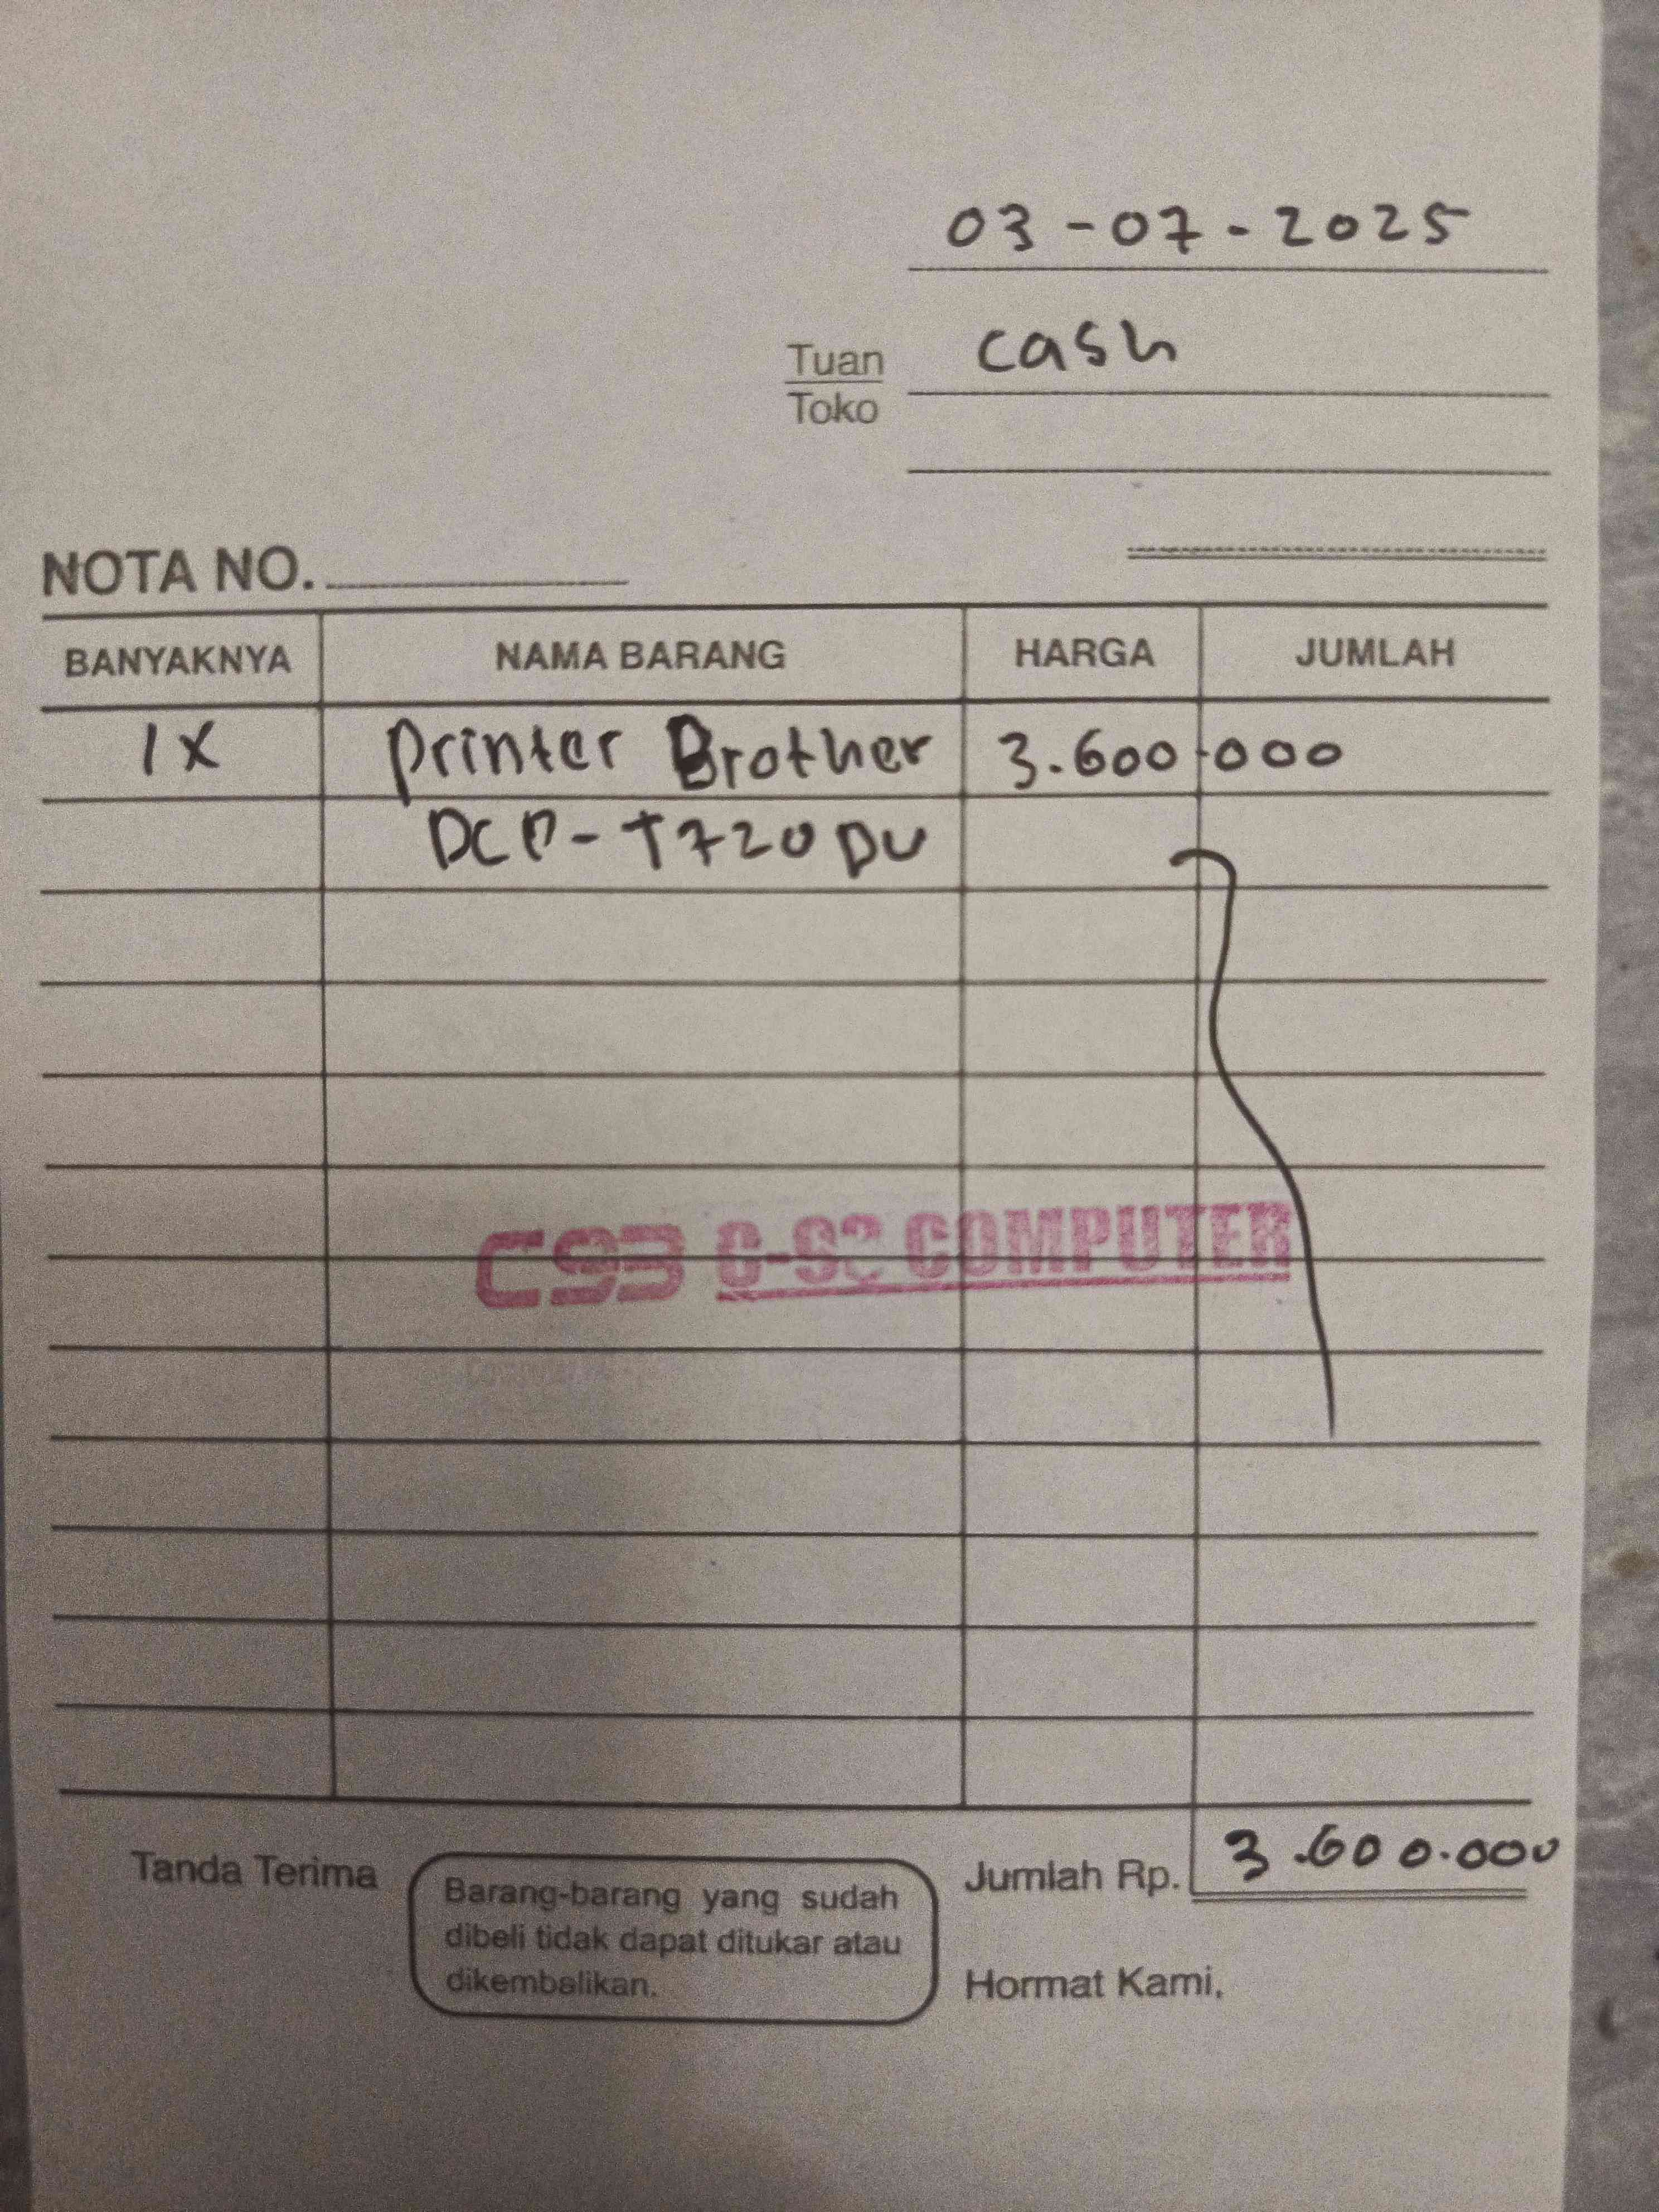 03-07-2025
Tuan cash
Toko
NOTA NO.
BANYAKNYA NAMA BARANG HARGA JUMLAH
1x Printer Brother 3.600.000
DCP-T720DW
COMPUTER
Tanda Terima
Barang-barang yang sudah
dibeli tidak dapat ditukar atau
dikembalikan.
Jumlah Rp. 3.600.000
Hormat Kami,